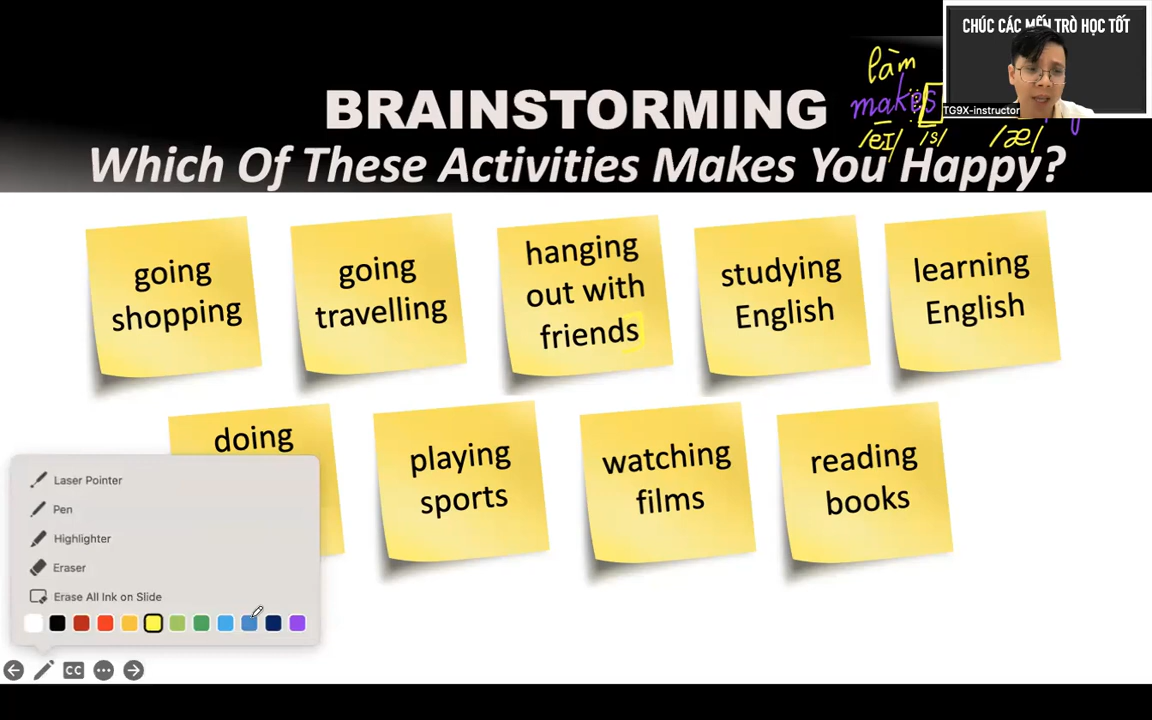 CHÚC CÁC MẾN TRÒ HỌC TỐT
TG9X-instructor
làm
makes
/eɪ/ /s/ /æ/
BRAINSTORMING
Which Of These Activities Makes You Happy?
going
shopping
going
travelling
hanging
out with
friends
studying
English
learning
English
doing
playing
sports
watching
films
reading
books
Laser Pointer
Pen
Highlighter
Eraser
Erase All Ink on Slide
CC